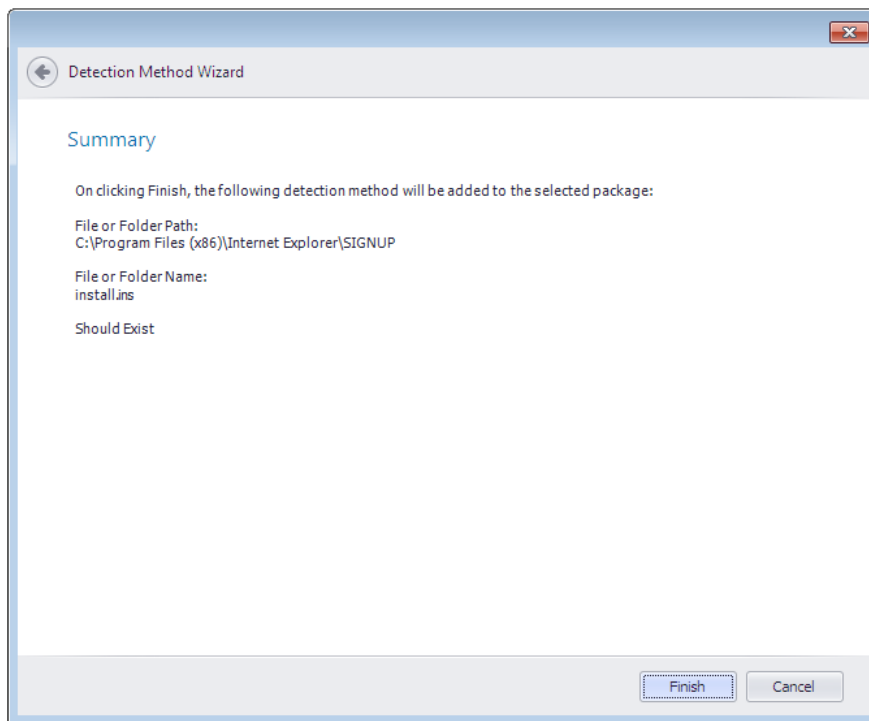 Detection Method Wizard
Summary
On clicking Finish, the following detection method will be added to the selected package:
File or Folder Path:
C:\Program Files (x86)\Internet Explorer\SIGNUP
File or Folder Name:
install.ins
Should Exist
Finish
Cancel